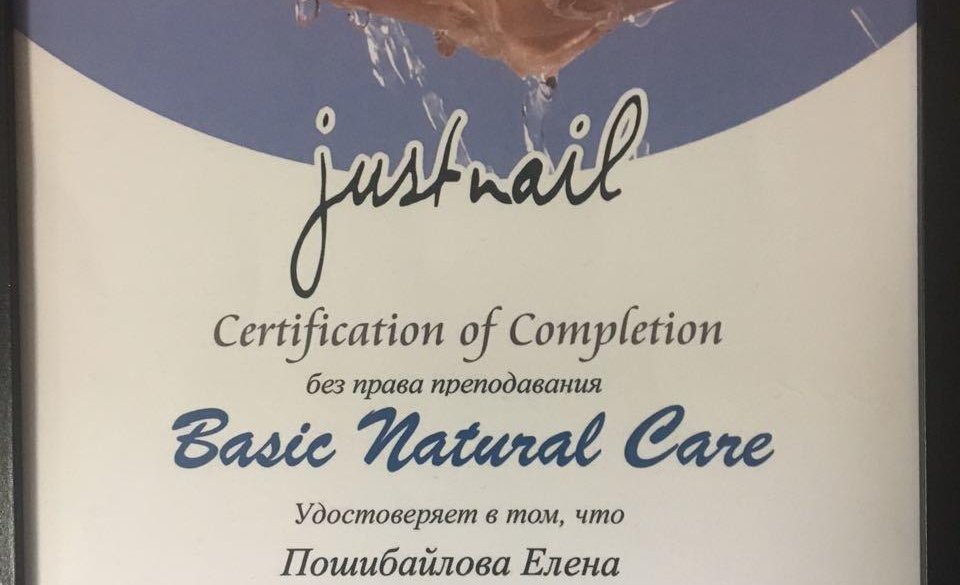 justnail
Certification of Completion
без права преподавания
Basic Natural Care
Удостоверяет в том, что
Пошибайлова Елена